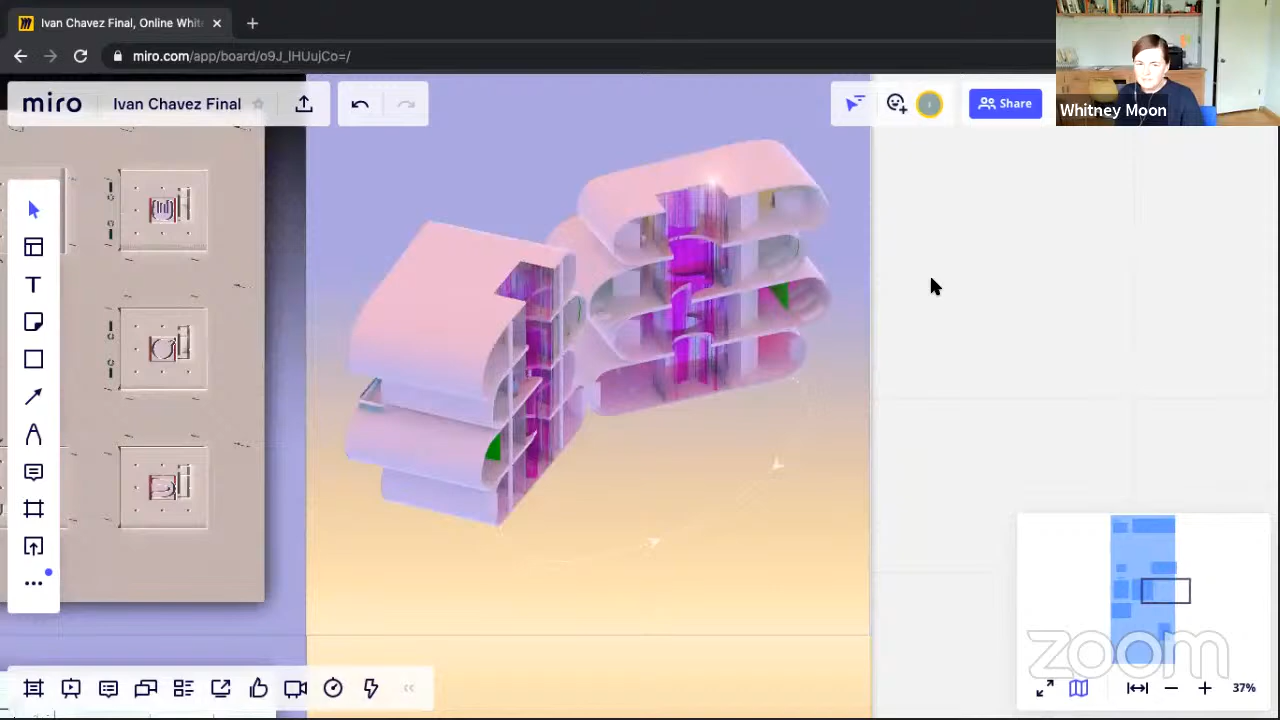 Ivan Chavez Final, Online Whit
miro.com/app/board/o9J_lHUujCo=/
miro
Ivan Chavez Final
Share
Whitney Moon
T
zoom
37%